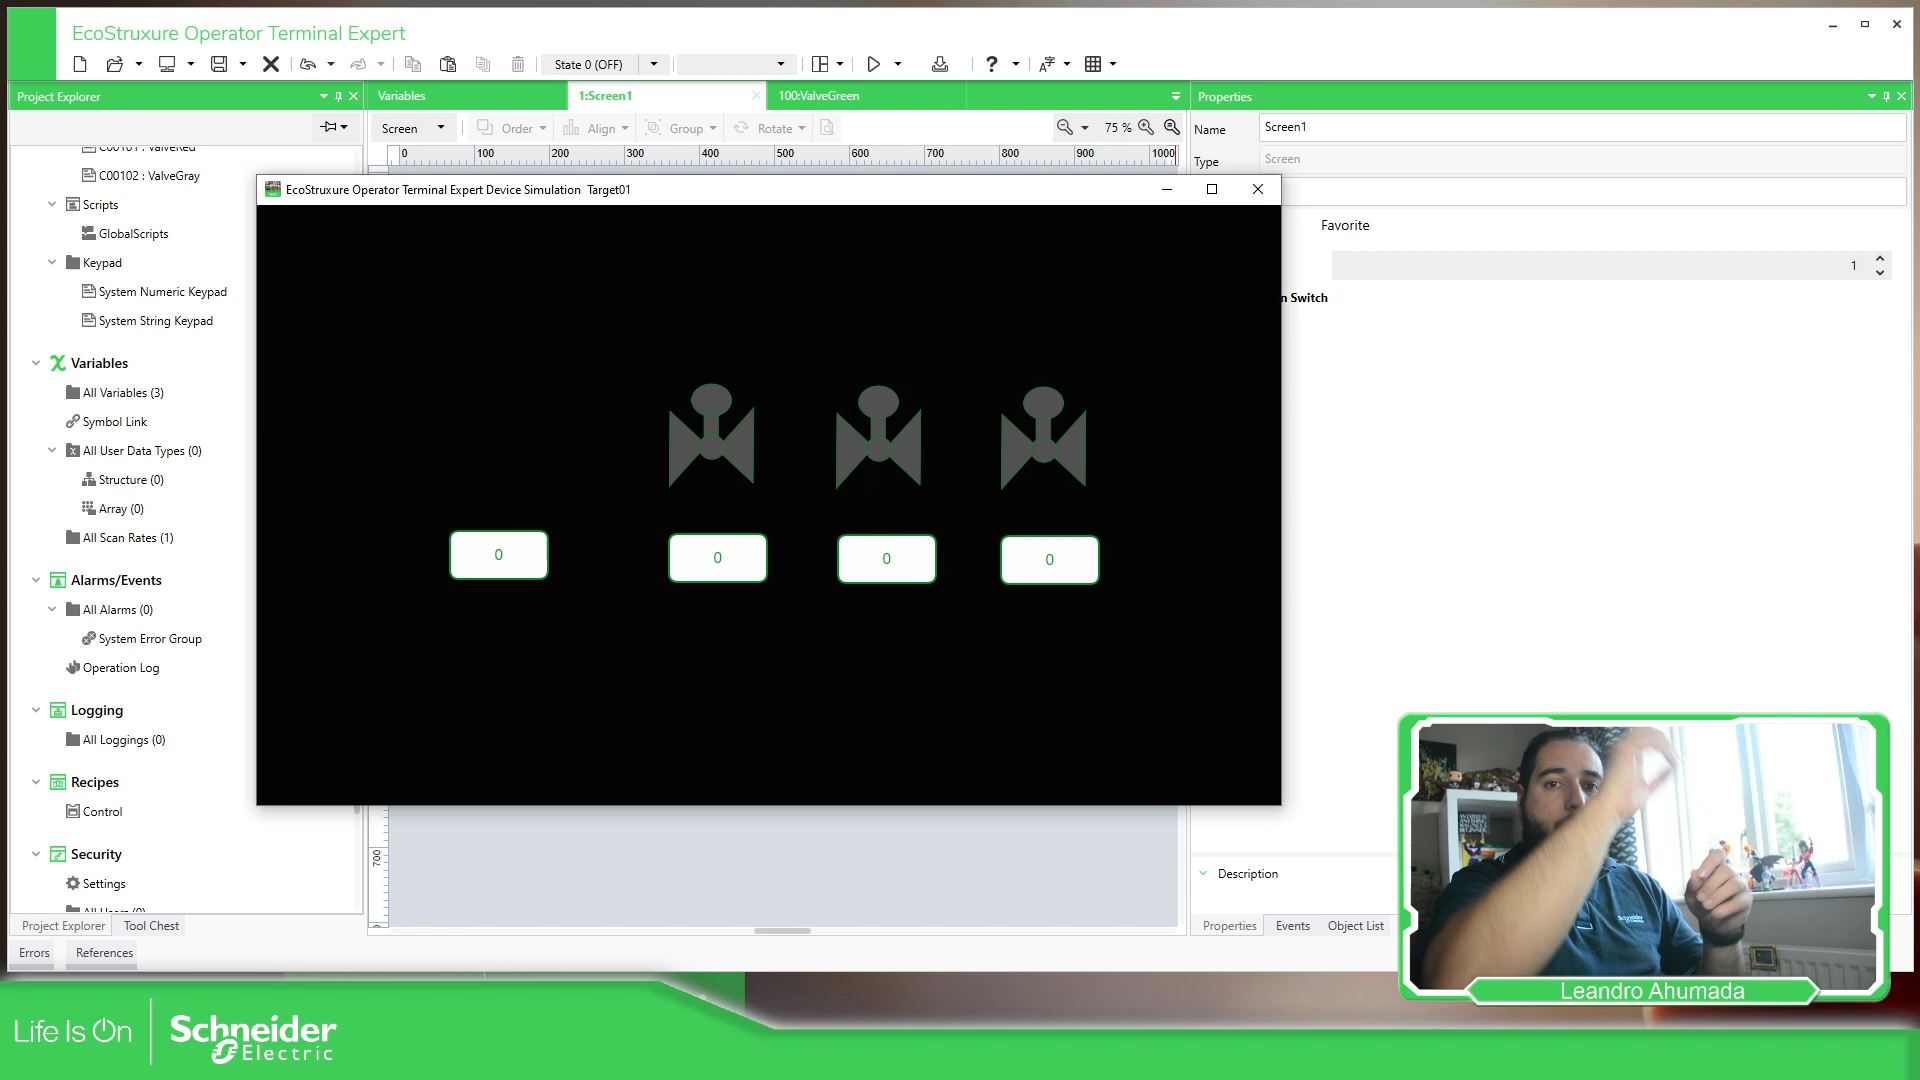 EcoStruxure Operator Terminal Expert
State 0 (OFF)
Project Explorer
Variables
1:Screen1
100:ValveGreen
Properties
Screen
Order
Align
Group
Rotate
75 %
Name
Screen1
Type
Screen
0 100 200 300 400 500 600 700 800 900 1000
C00101 : ValveRed
C00102 : ValveGray
Scripts
GlobalScripts
Keypad
System Numeric Keypad
System String Keypad
Variables
All Variables (3)
Symbol Link
All User Data Types (0)
Structure (0)
Array (0)
All Scan Rates (1)
Alarms/Events
All Alarms (0)
System Error Group
Operation Log
Logging
All Loggings (0)
Recipes
Control
Security
Settings
All Users (0)
EcoStruxure Operator Terminal Expert Device Simulation Target01
0
0
0
0
Favorite
1
n Switch
700
Description
Project Explorer
Tool Chest
Properties
Events
Object List
Errors
References
Leandro Ahumada
Life Is On
Schneider
Electric